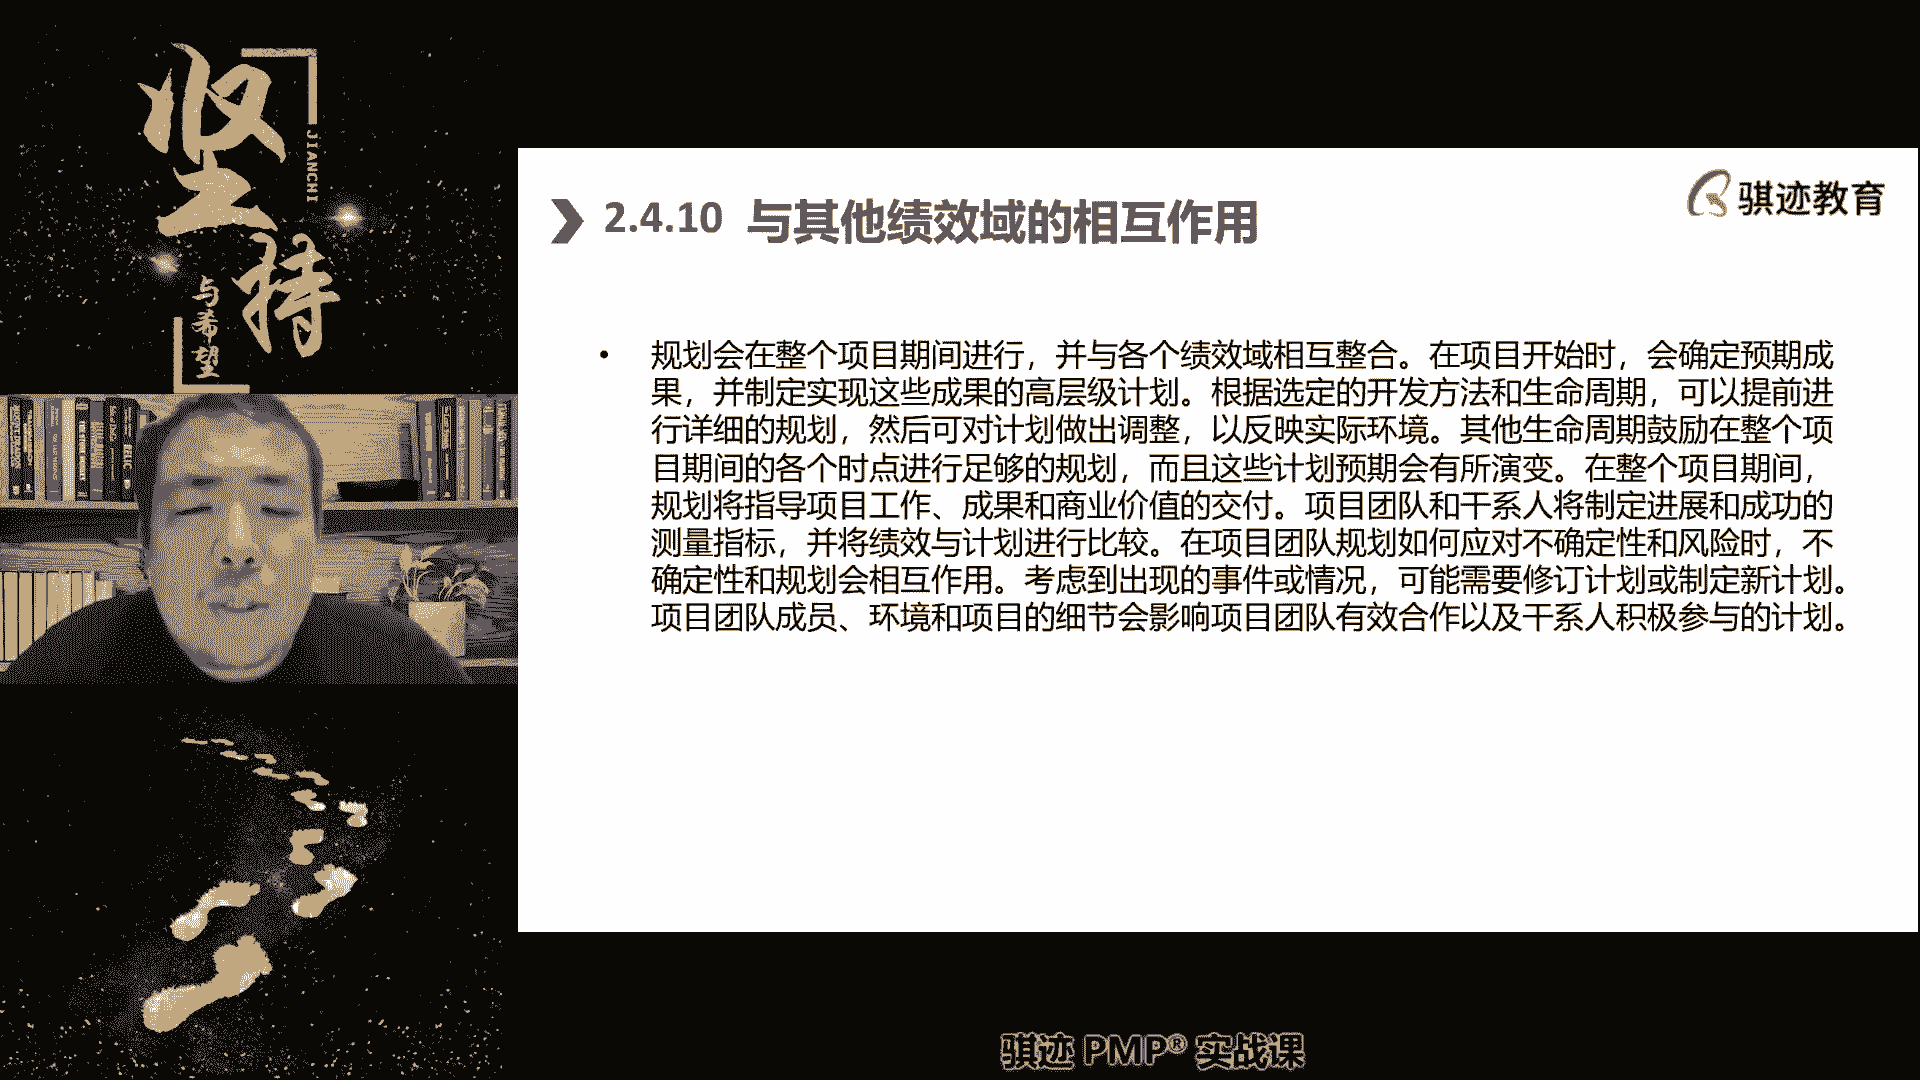 坚持
JIANCHI
与希望
骐迹教育
2.4.10 与其他绩效域的相互作用
• 规划会在整个项目期间进行，并与各个绩效域相互整合。在项目开始时，会确定预期成
果，并制定实现这些成果的高层级计划。根据选定的开发方法和生命周期，可以提前进
行详细的规划，然后可对计划做出调整，以反映实际环境。其他生命周期鼓励在整个项
目期间的各个时点进行足够的规划，而且这些计划预期会有所演变。在整个项目期间，
规划将指导项目工作、成果和商业价值的交付。项目团队和干系人将制定进展和成功的
测量指标，并将绩效与计划进行比较。在项目团队规划如何应对不确定性和风险时，不
确定性和规划会相互作用。考虑到出现的事件或情况，可能需要修订计划或制定新计划。
项目团队成员、环境和项目的细节会影响项目团队有效合作以及干系人积极参与的计划。
骐迹 PMP® 实战课